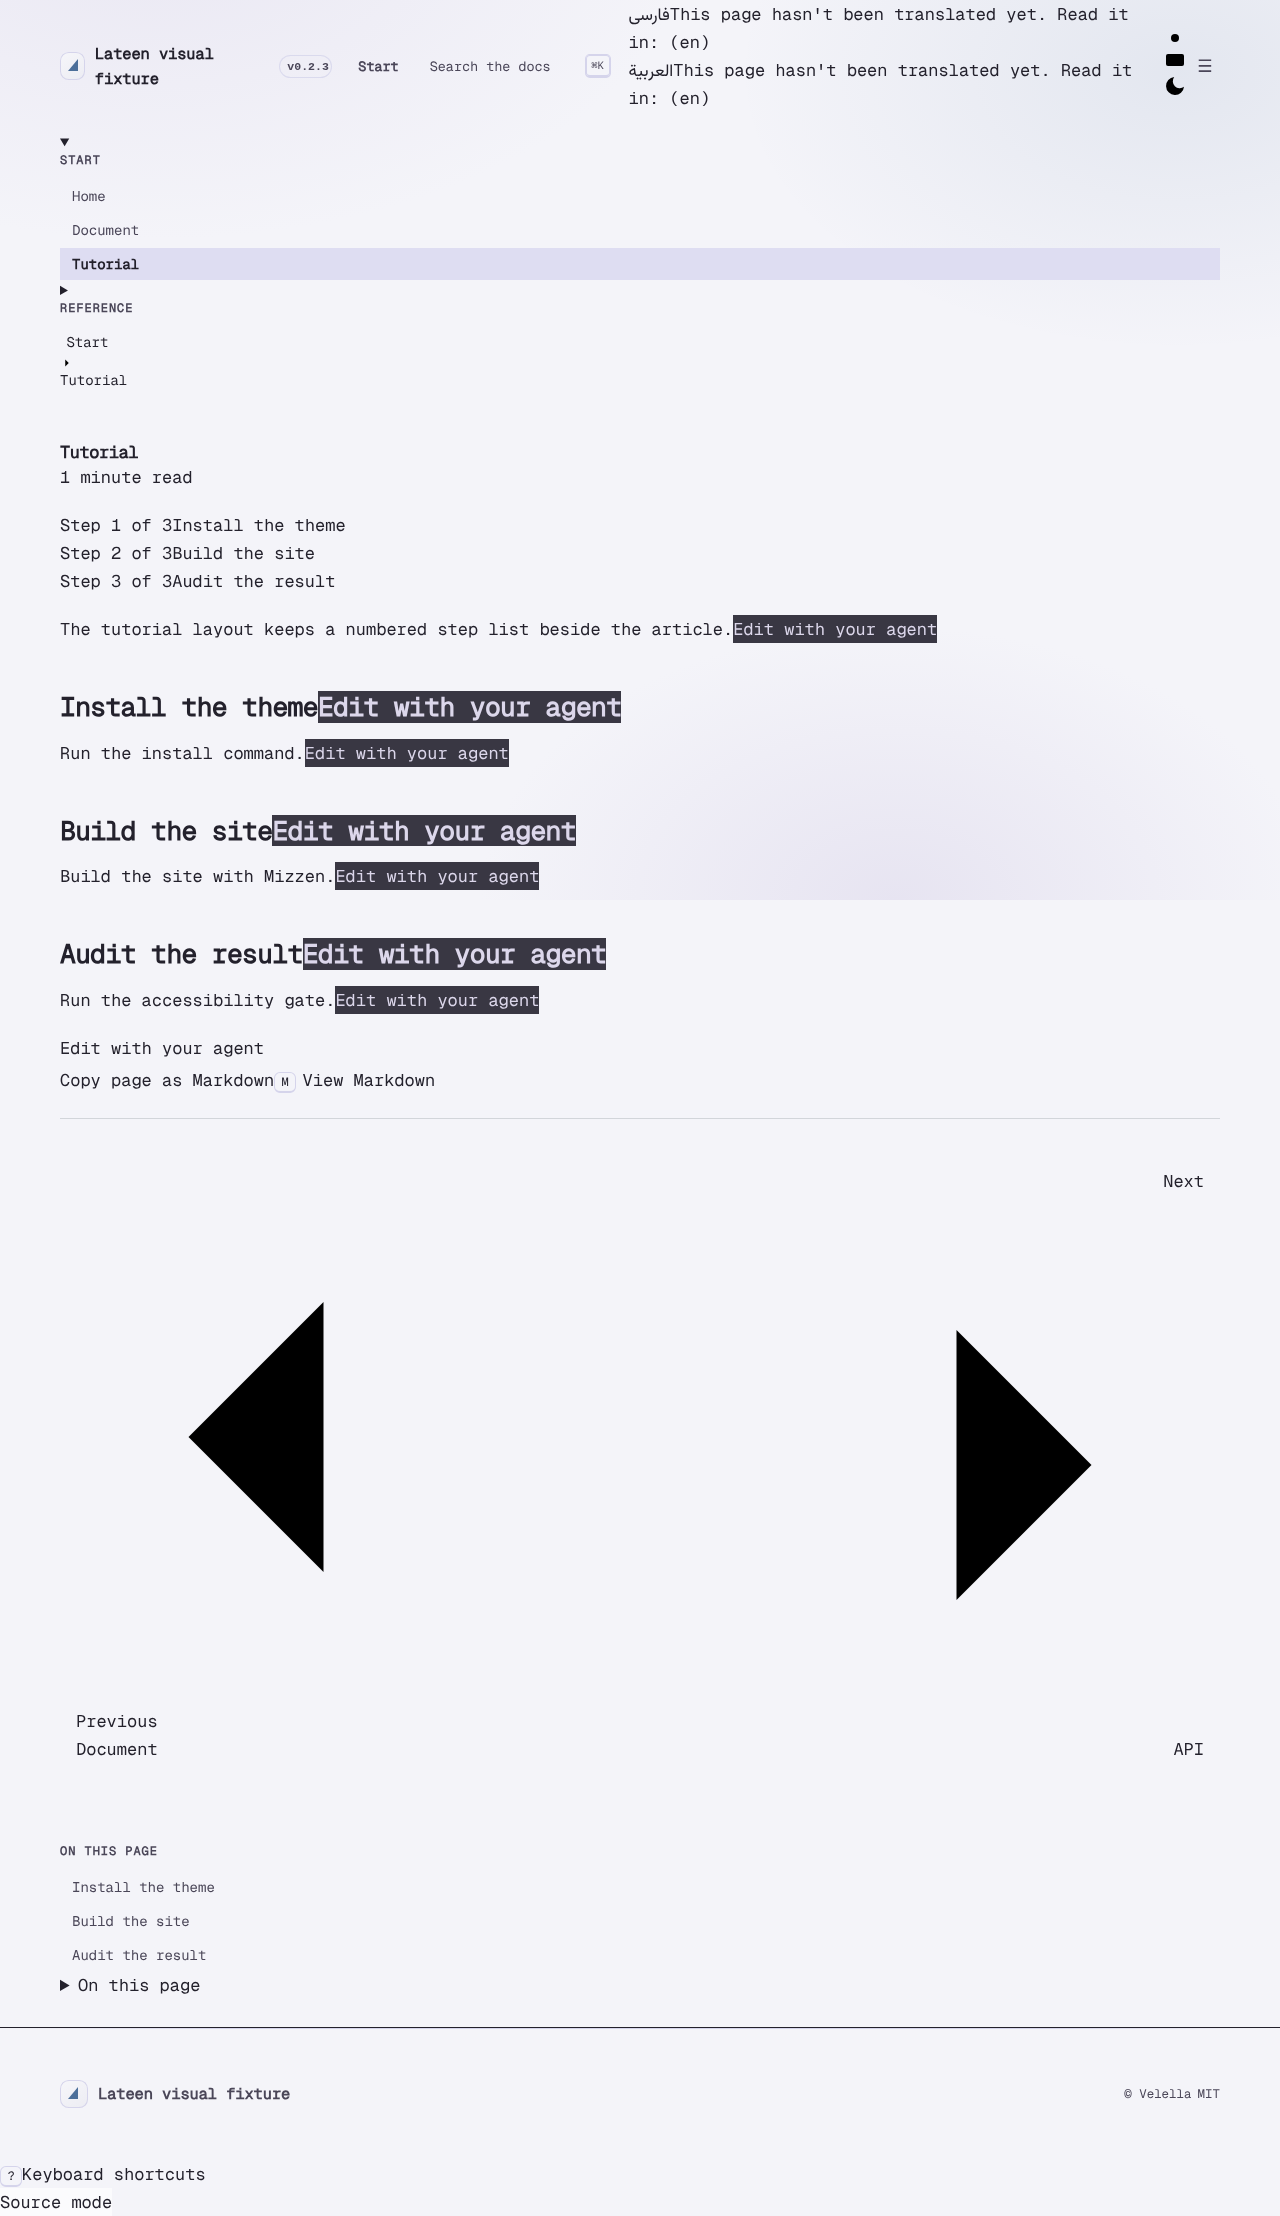 Lateen visual
fixture
v0.2.3
Start
Search the docs
⌘K
فارسیThis page hasn't been translated yet. Read it
in: (en)
العربيةThis page hasn't been translated yet. Read it
in: (en)
START
Home
Document
Tutorial
REFERENCE
Start
Tutorial
Tutorial
1 minute read
Step 1 of 3Install the theme
Step 2 of 3Build the site
Step 3 of 3Audit the result
The tutorial layout keeps a numbered step list beside the article.Edit with your agent
Install the themeEdit with your agent
Run the install command.Edit with your agent
Build the siteEdit with your agent
Build the site with Mizzen.Edit with your agent
Audit the resultEdit with your agent
Run the accessibility gate.Edit with your agent
Edit with your agent
Copy page as MarkdownM View Markdown
Next
Previous
Document
API
ON THIS PAGE
Install the theme
Build the site
Audit the result
On this page
Lateen visual fixture
© Velella MIT
?Keyboard shortcuts
Source mode